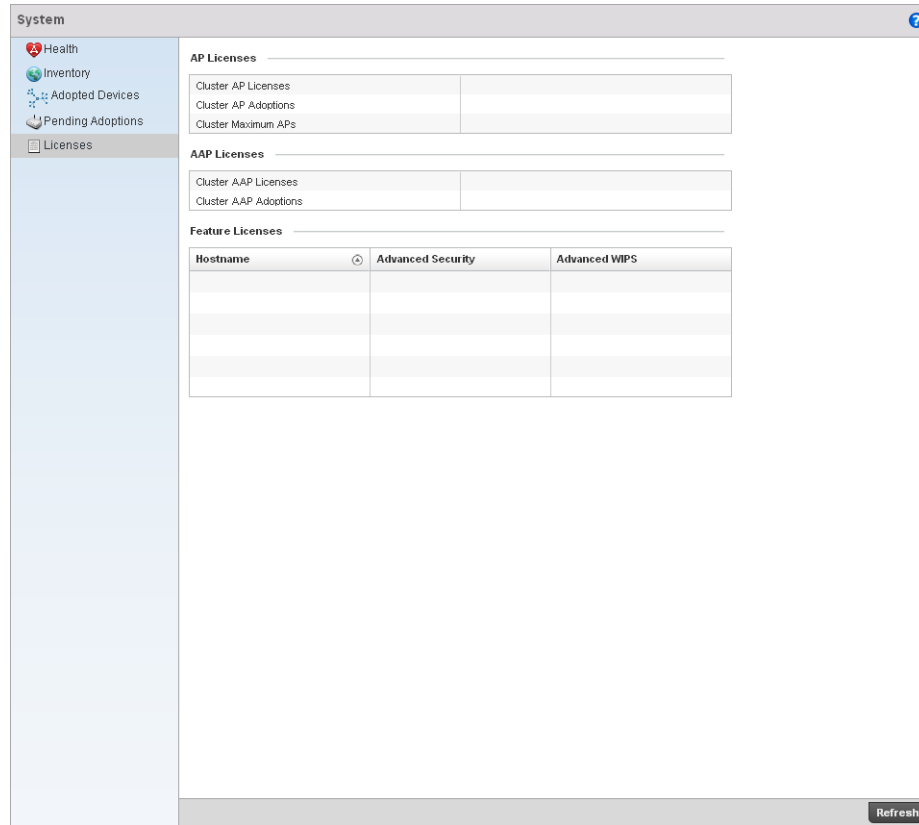 System
?
Health
Inventory
Adopted Devices
Pending Adoptions
Licenses
AP Licenses
Cluster AP Licenses
Cluster AP Adoptions
Cluster Maximum APs
AAP Licenses
Cluster AAP Licenses
Cluster AAP Adoptions
Feature Licenses
Hostname Advanced Security Advanced WIPS
Refresh